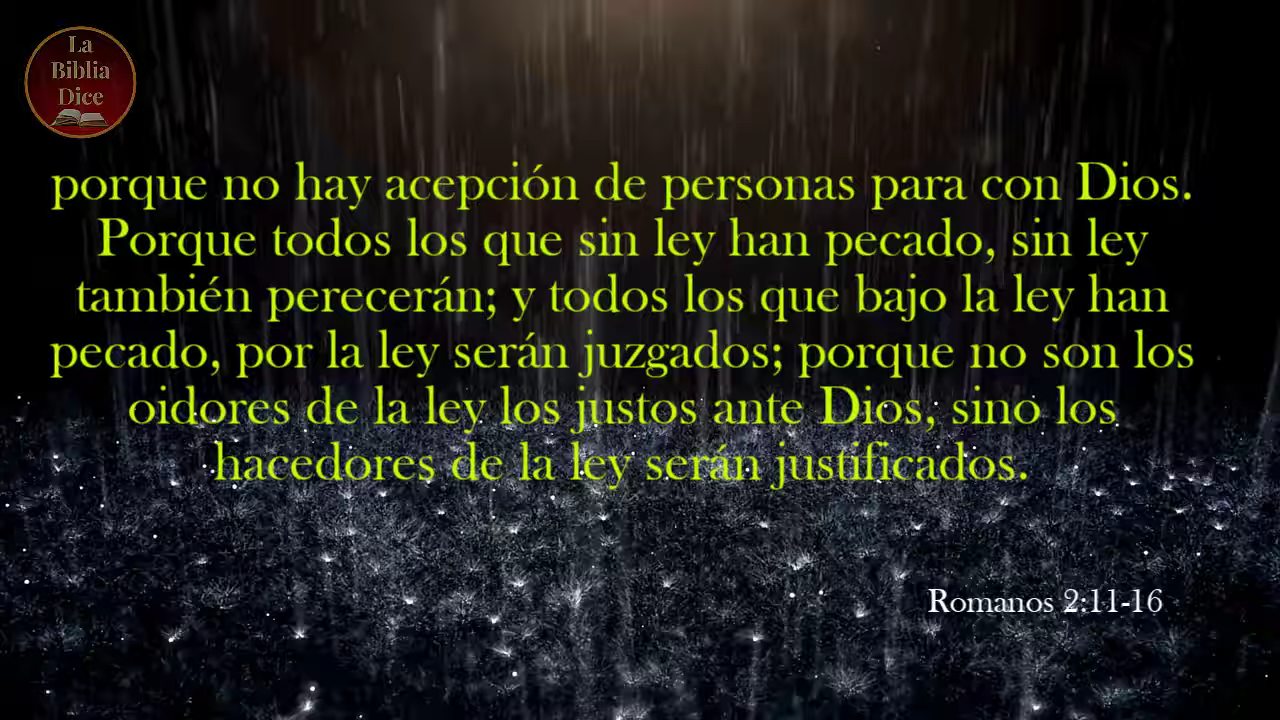 La
Biblia
Dice
porque no hay acepción de personas para con Dios.
Porque todos los que sin ley han pecado, sin ley
también perecerán; y todos los que bajo la ley han
pecado, por la ley serán juzgados; porque no son los
oidores de la ley los justos ante Dios, sino los
hacedores de la ley serán justificados.
Romanos 2:11-16